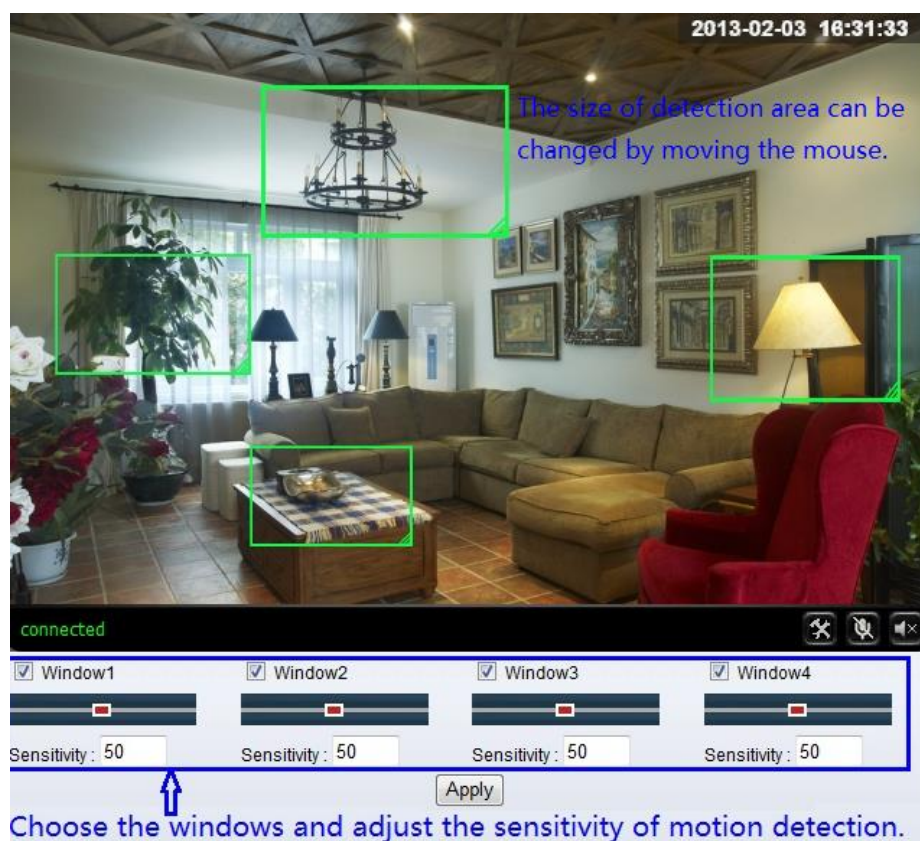 2013-02-03 16:31:33
The size of detection area can be
changed by moving the mouse.
connected
Window1 Window2 Window3 Window4
Sensitivity : 50 Sensitivity : 50 Sensitivity : 50 Sensitivity : 50
Apply
Choose the windows and adjust the sensitivity of motion detection.